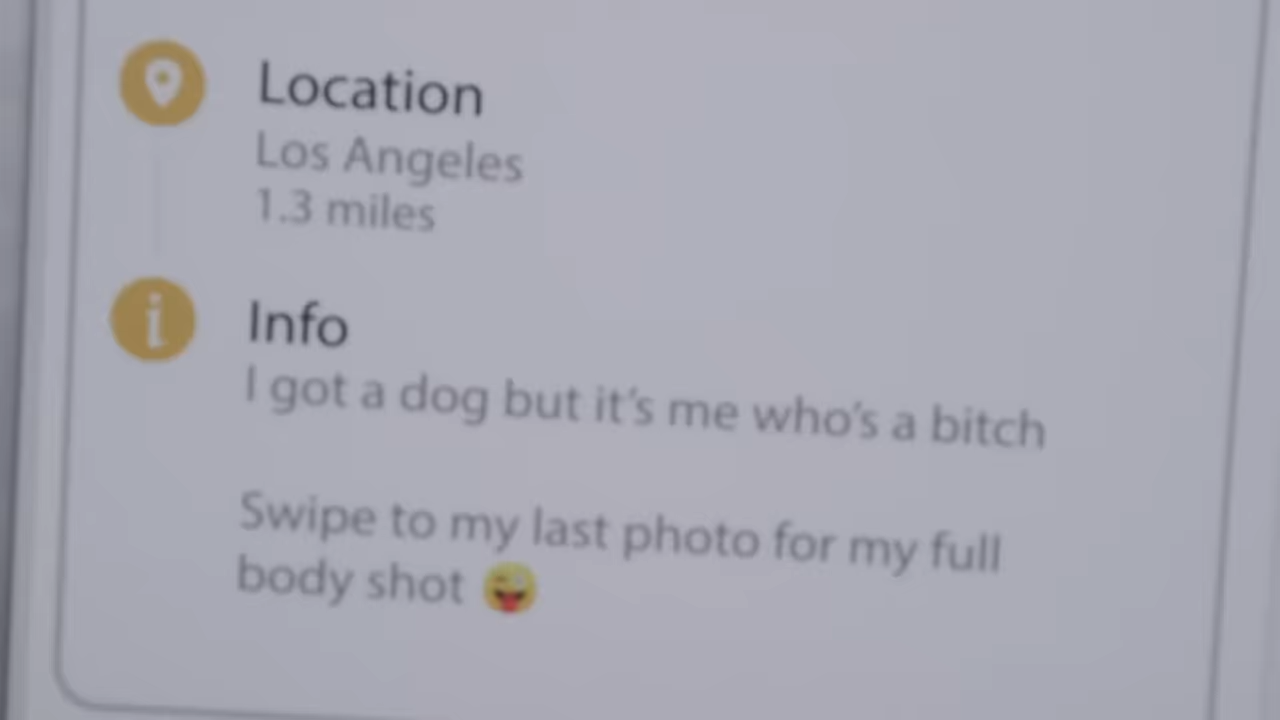 Location
Los Angeles
1.3 miles
Info
I got a dog but it’s me who’s a bitch
Swipe to my last photo for my full
body shot 😜